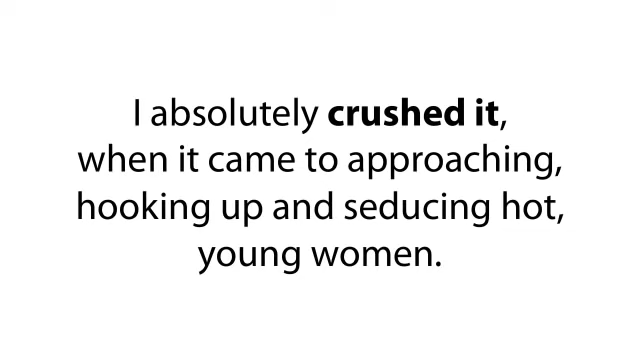 I absolutely crushed it,
when it came to approaching,
hooking up and seducing hot,
young women.